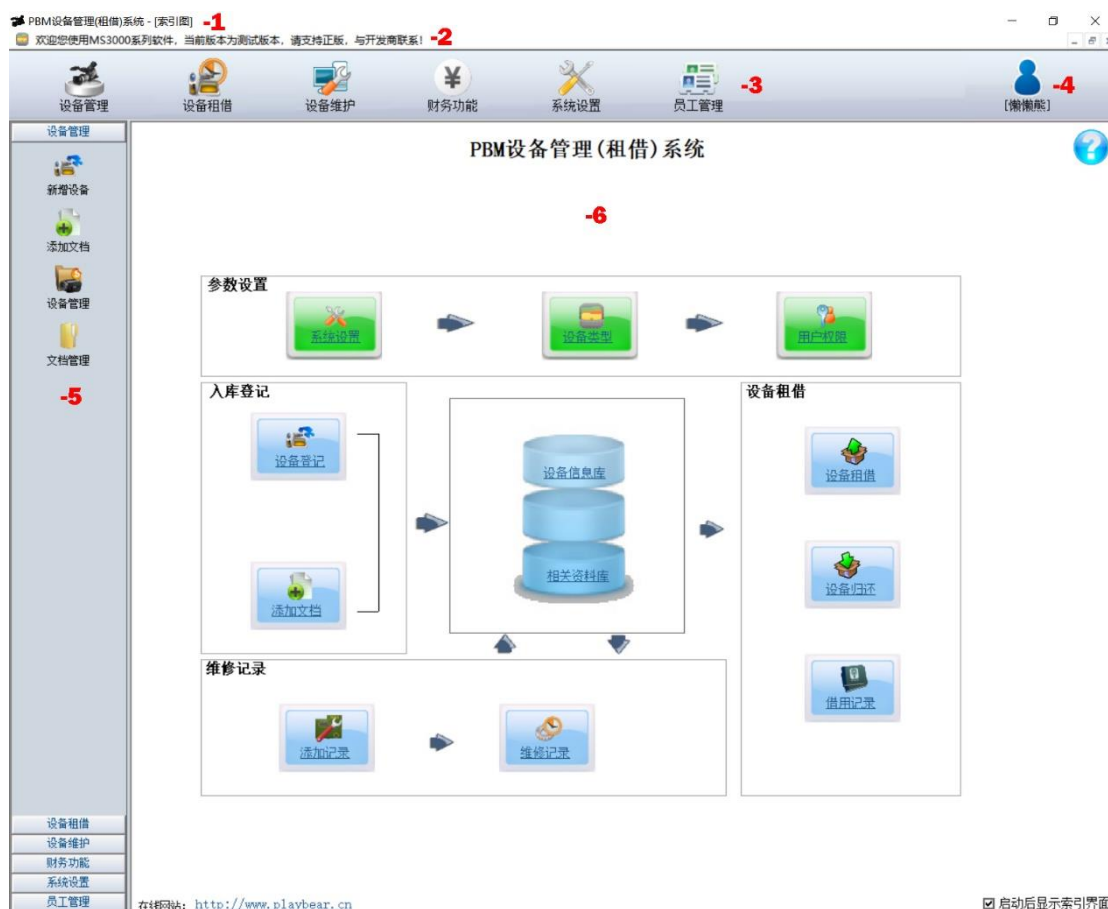 PBM设备管理(租借)系统 - [索引图] -1
欢迎您使用MS3000系列软件，当前版本为测试版本，请支持正版，与开发商联系！ -2
设备管理 设备租借 设备维护 财务功能 系统设置 员工管理 -3 [懒懒熊] -4
设备管理
新增设备
添加文档
设备管理
文档管理
-5
设备租借
设备维护
财务功能
系统设置
员工管理
PBM设备管理(租借)系统
-6
参数设置
系统设置 设备类型 用户权限
入库登记
设备登记
添加文档
设备信息库
相关资料库
设备租借
设备租借
设备归还
借用记录
维修记录
添加记录 维修记录
在线网站: http://www.playbear.cn
启动后显示索引界面